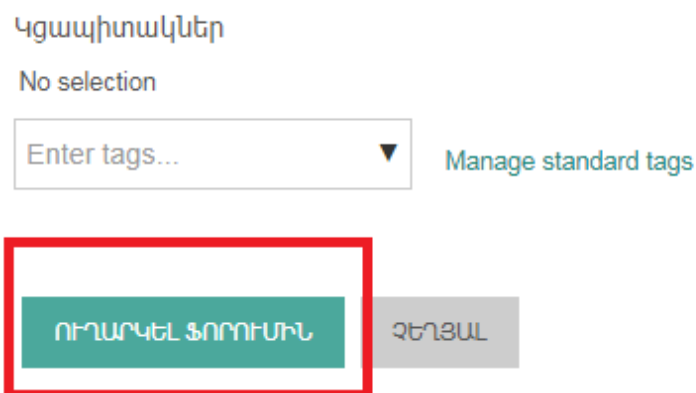 Կցապիտակներ
No selection
Enter tags...
Manage standard tags
ՈՒՂԱՐԿԵԼ ՖՈՐՈՒՄԻՆ
ՉԵՂՅԱԼ